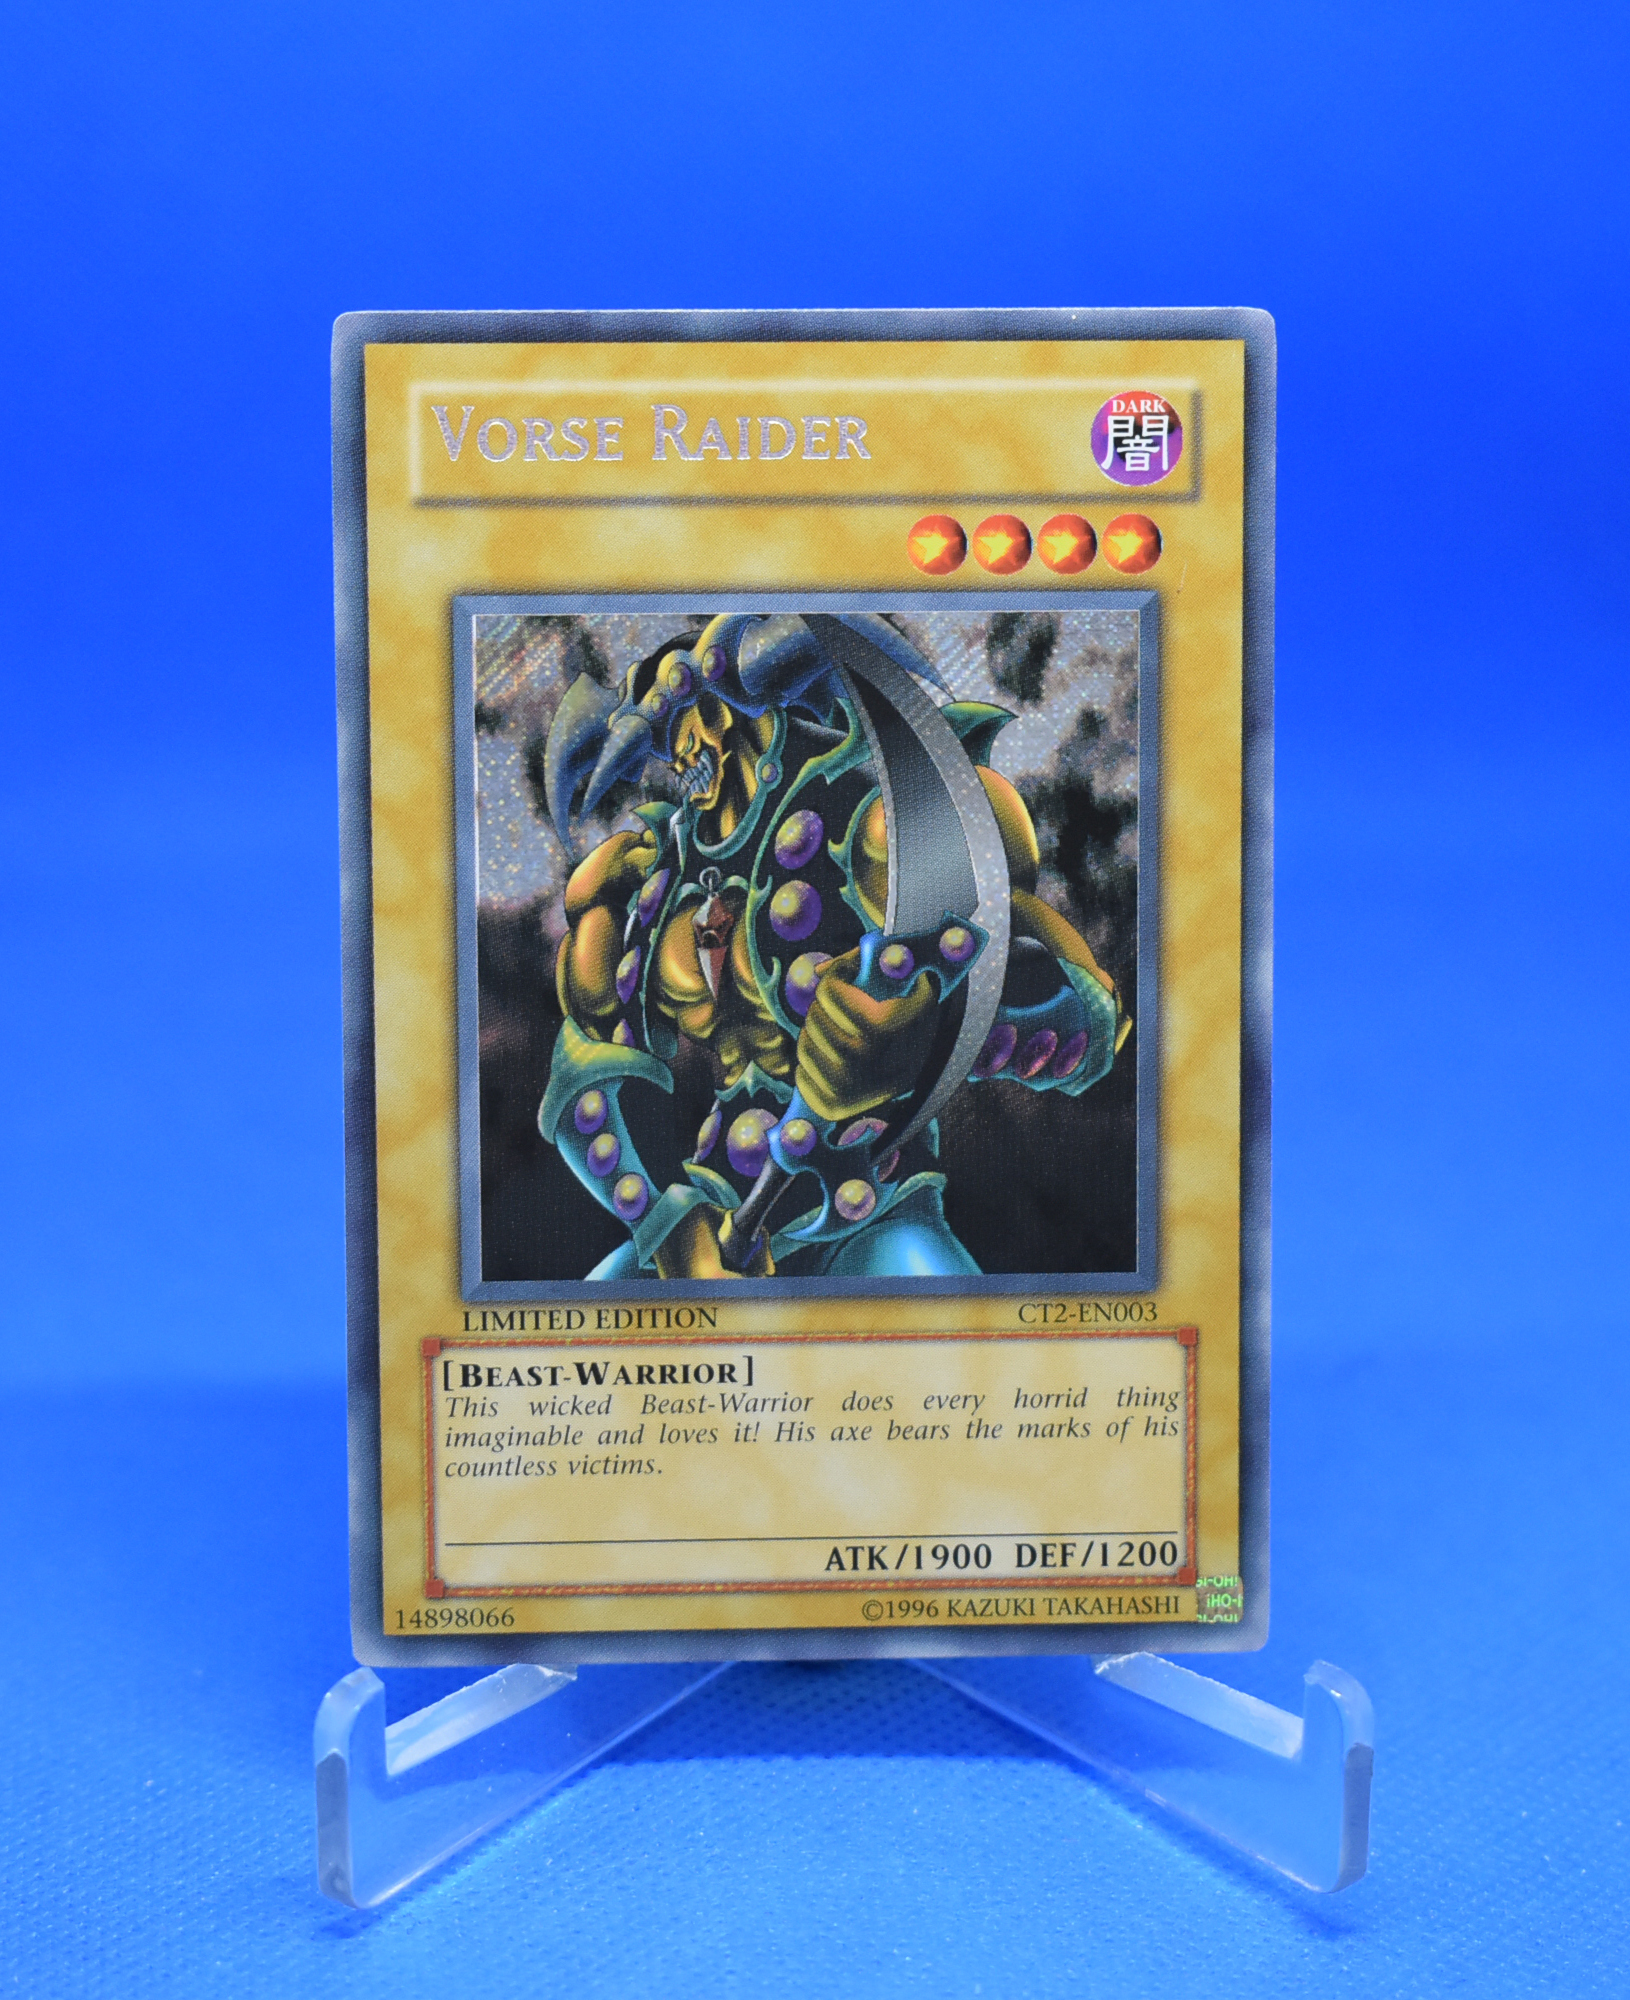 VORSE RAIDER
DARK
闇
LIMITED EDITION
CT2-EN003
[BEAST-WARRIOR]
This wicked Beast-Warrior does every horrid thing
imaginable and loves it! His axe bears the marks of his
countless victims.
ATK/1900 DEF/1200
14898066
©1996 KAZUKI TAKAHASHI